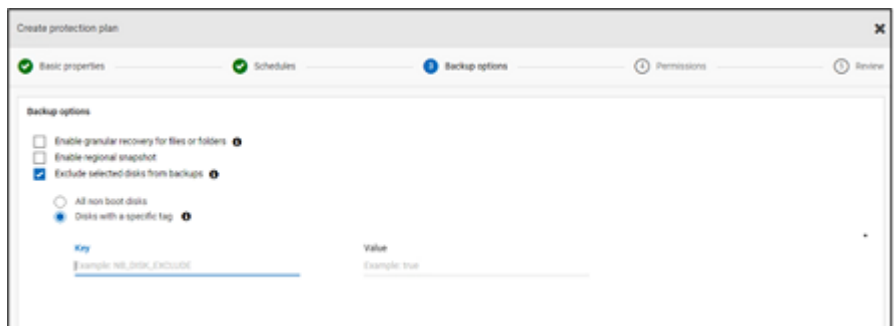 Create protection plan
Basic properties
Schedules
3 Backup options
4 Permissions
5 Review
Backup options
Enable granular recovery for files or folders
Enable regional snapshot
Exclude selected disks from backups
All non boot disks
Disks with a specific tag
Key Value
Example: NB_DISK_EXCLUDE Example: true